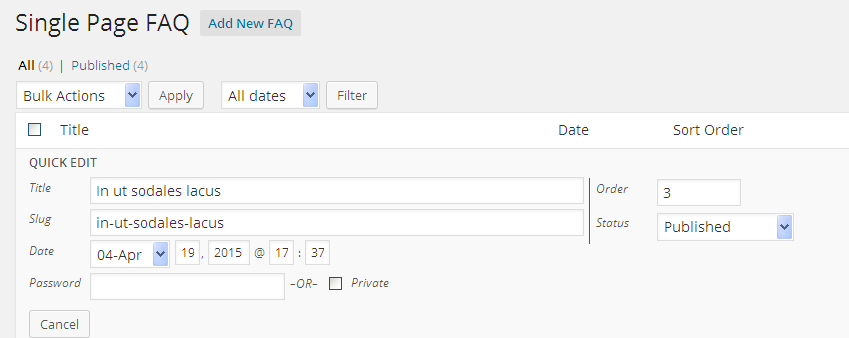 Single Page FAQ Add New FAQ
All (4) | Published (4)
Bulk Actions Apply All dates Filter
Title Date Sort Order
QUICK EDIT
Title In ut sodales lacus Order 3
Slug in-ut-sodales-lacus Status Published
Date 04-Apr 19 , 2015 @ 17 : 37
Password –OR– Private
Cancel